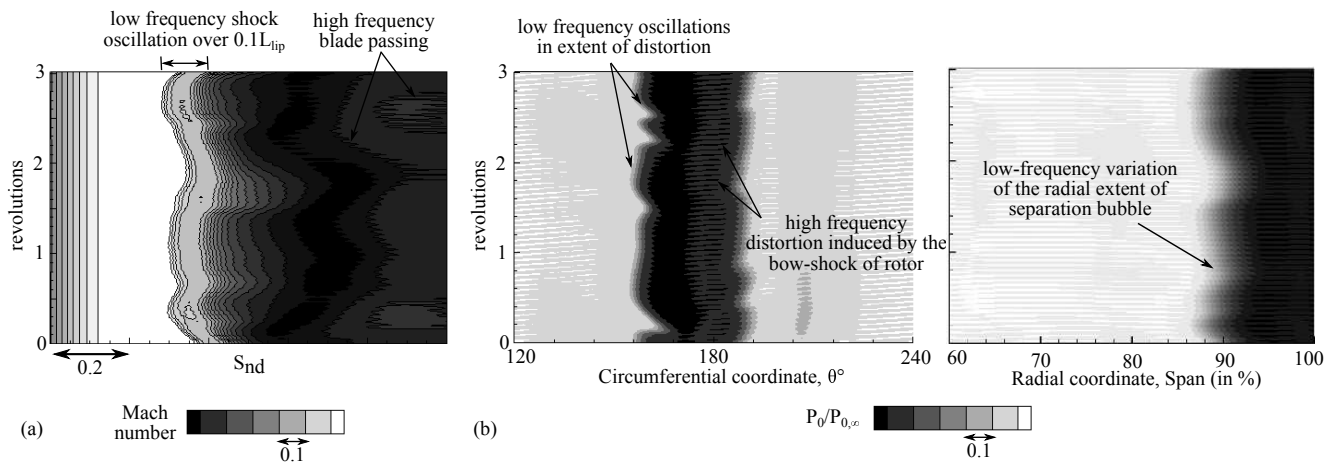 low frequency shock
oscillation over 0.1L_lip
high frequency
blade passing
3
2
1
0
revolutions
0.2
S_nd
(a)
Mach
number
0.1
low frequency oscillations
in extent of distortion
3
2
1
0
revolutions
high frequency
distortion induced by the
bow-shock of rotor
120
180
240
Circumferential coordinate, θ°
low-frequency variation
of the radial extent of
separation bubble
60
70
80
90
100
Radial coordinate, Span (in %)
(b)
P_0/P_0,∞
0.1